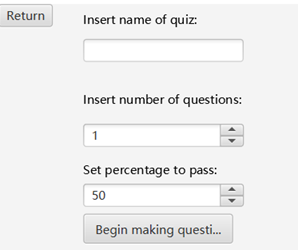 Return
Insert name of quiz:
Insert number of questions:
1
Set percentage to pass:
50
Begin making questi...